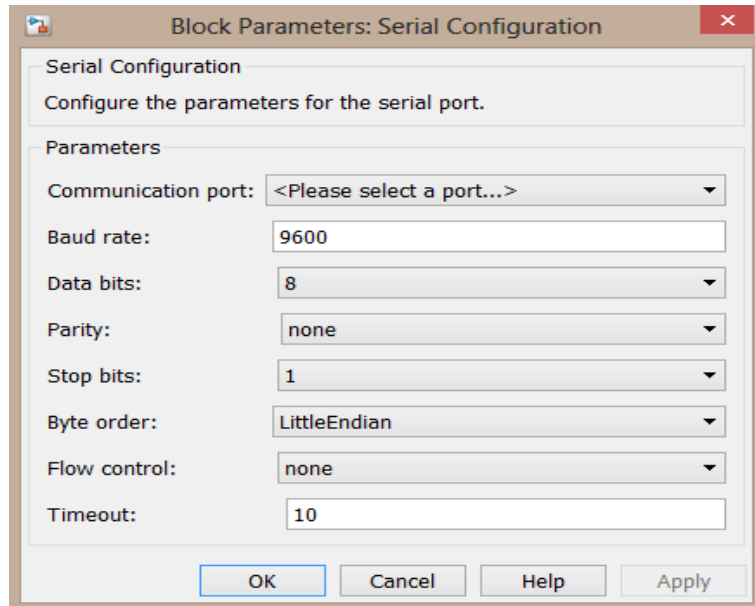 Block Parameters: Serial Configuration
Serial Configuration
Configure the parameters for the serial port.
Parameters
Communication port: <Please select a port...>
Baud rate: 9600
Data bits: 8
Parity: none
Stop bits: 1
Byte order: LittleEndian
Flow control: none
Timeout: 10
OK Cancel Help Apply